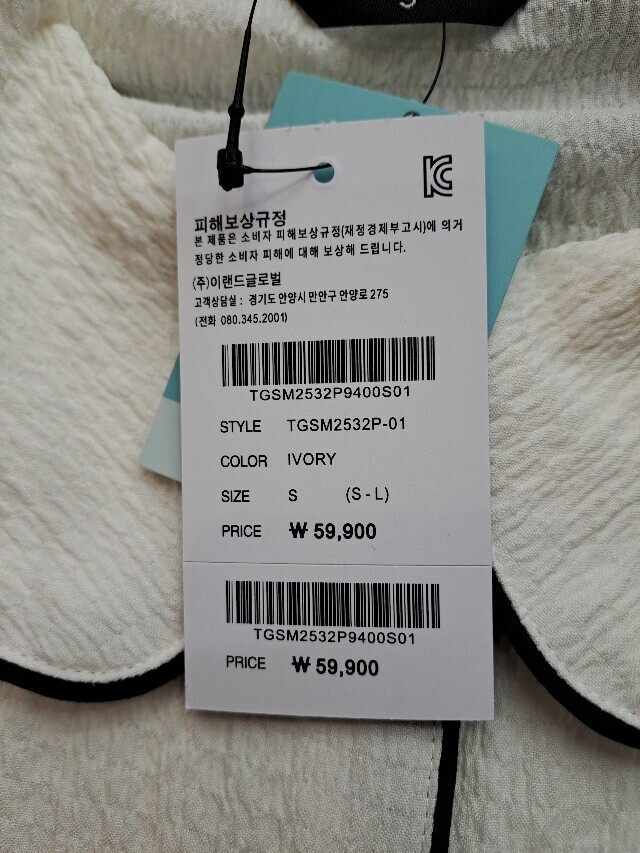 KC
피해보상규정
본 제품은 소비자 피해보상규정(재정경제부고시)에 의거
정당한 소비자 피해에 대해 보상해 드립니다.
(주)이랜드글로벌
고객상담실 : 경기도 안양시 만안구 안양로 275
(전화 080.345.2001)
TGSM2532P9400S01
STYLE TGSM2532P-01
COLOR IVORY
SIZE S (S - L)
PRICE ₩ 59,900
TGSM2532P9400S01
PRICE ₩ 59,900